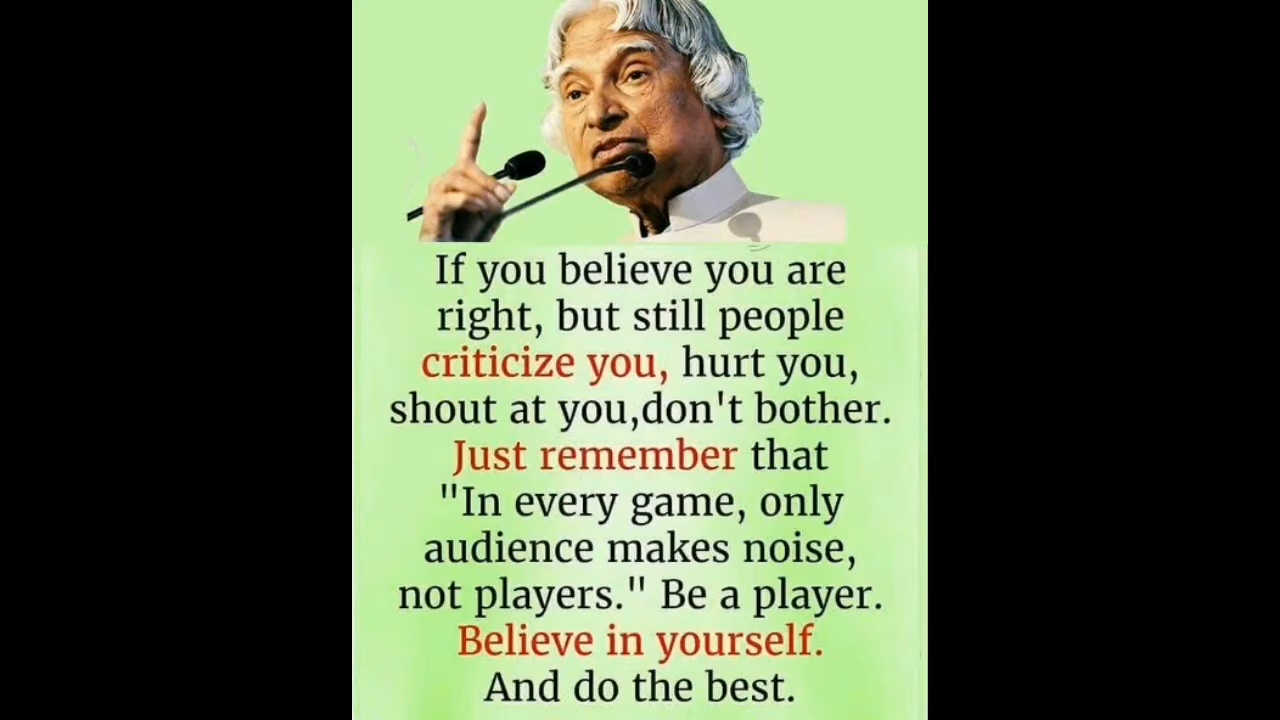 If you believe you are
right, but still people
criticize you, hurt you,
shout at you,don't bother.
Just remember that
"In every game, only
audience makes noise,
not players." Be a player.
Believe in yourself.
And do the best.